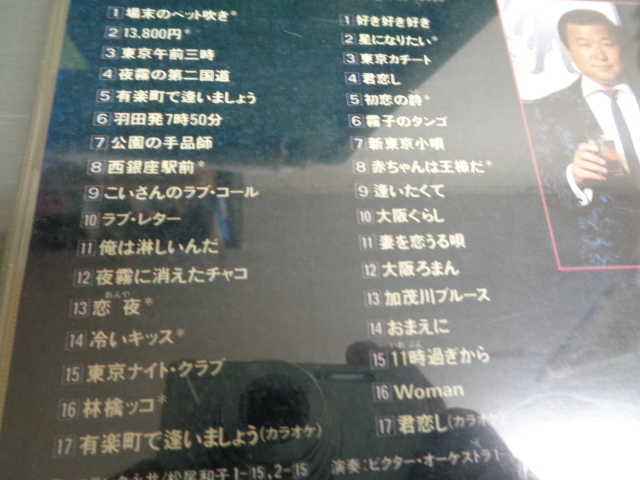 1 場末のペット吹き*
2 13,800円*
3 東京午前三時
4 夜霧の第二国道
5 有楽町で逢いましょう
6 羽田発7時50分
7 公園の手品師
8 西銀座駅前*
9 こいさんのラブ・コール
10 ラブ・レター
11 俺は淋しいんだ
12 夜霧に消えたチャコ
13 恋夜*
14 冷いキッス*
15 東京ナイト・クラブ
16 林檎ッコ*
17 有楽町で逢いましょう(カラオケ)
1 好き好き好き
2 星になりたい*
3 東京カチート
4 君恋し
5 初恋の詩*
6 霧子のタンゴ
7 新東京小唄
8 赤ちゃんは王様だ*
9 逢いたくて
10 大阪ぐらし
11 妻を恋うる唄
12 大阪ろまん
13 加茂川ブルース
14 おまえに
15 11時過ぎから
16 Woman
17 君恋し(カラオケ
松尾和子1-15,2-15 演奏:ビクター・オーケストラ1-